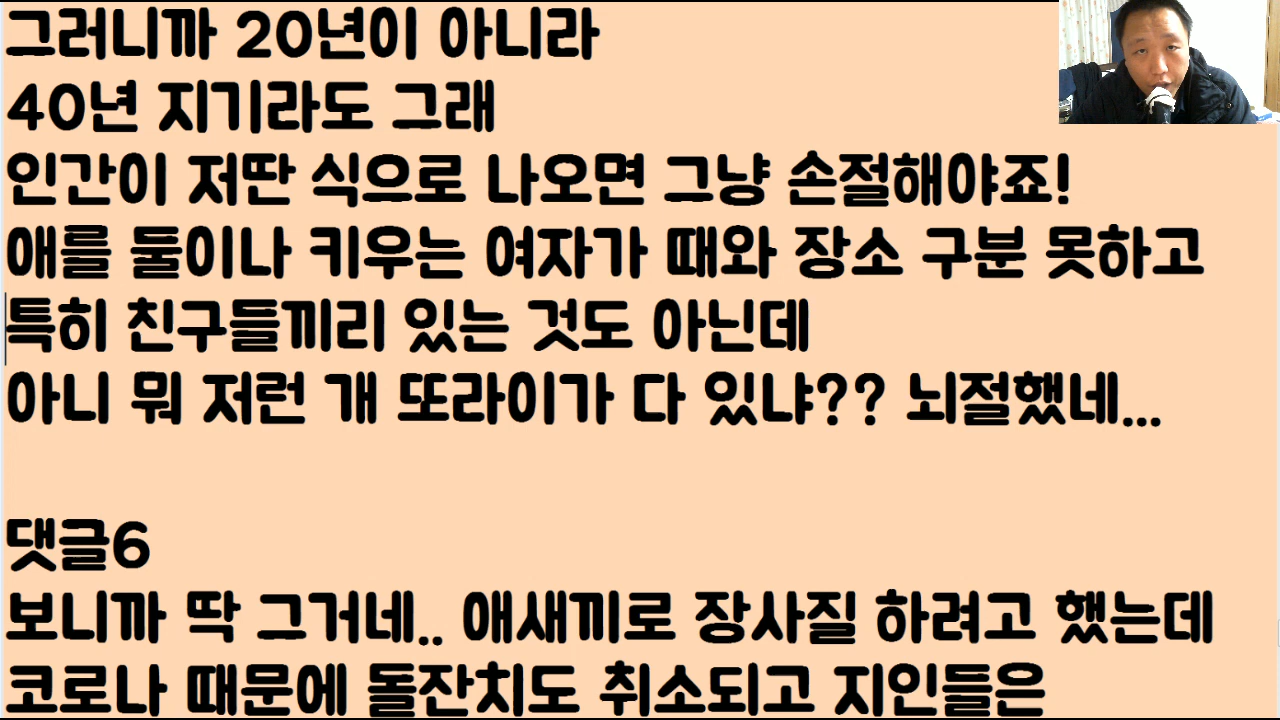 그러니까 20년이 아니라
40년 지기라도 그래
인간이 저딴 식으로 나오면 그냥 손절해야죠!
애를 둘이나 키우는 여자가 때와 장소 구분 못하고
특히 친구들끼리 있는 것도 아닌데
아니 뭐 저런 개 또라이가 다 있냐?? 뇌절했네...
댓글6
보니까 딱 그거네.. 애새끼로 장사질 하려고 했는데
코로나 때문에 돌잔치도 취소되고 지인들은